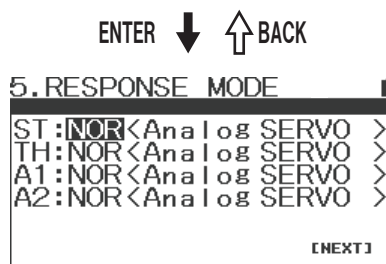 ENTER BACK
5.RESPONSE MODE
ST:NOR<Analog SERVO >
TH:NOR<Analog SERVO >
A1:NOR<Analog SERVO >
A2:NOR<Analog SERVO >
[NEXT]